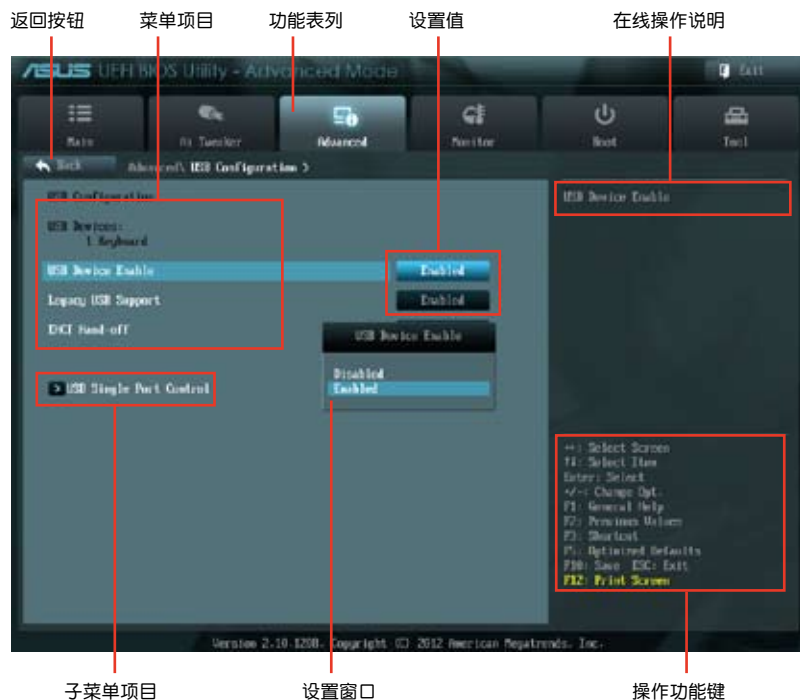 返回按钮 菜单项目 功能表列 设置值 在线操作说明
ASUS UEFI BIOS Utility - Advanced Mode Exit
Main Ai Tweaker Advanced Monitor Boot Tool
Back Advanced\ USB Configuration >
USB Configuration
USB Device Enable
USB Devices:
1 Keyboard
USB Device Enable Enabled
Legacy USB Support Enabled
EHCI Hand-off
USB Device Enable
Disabled
Enabled
> USB Single Port Control
↔: Select Screen
↑↓: Select Item
Enter: Select
+/-: Change Opt.
F1: General Help
F2: Previous Values
F3: Shortcut
F5: Optimized Defaults
F10: Save ESC: Exit
F12: Print Screen
Version 2.10.1208. Copyright (C) 2012 American Megatrends, Inc.
子菜单项目 设置窗口 操作功能键